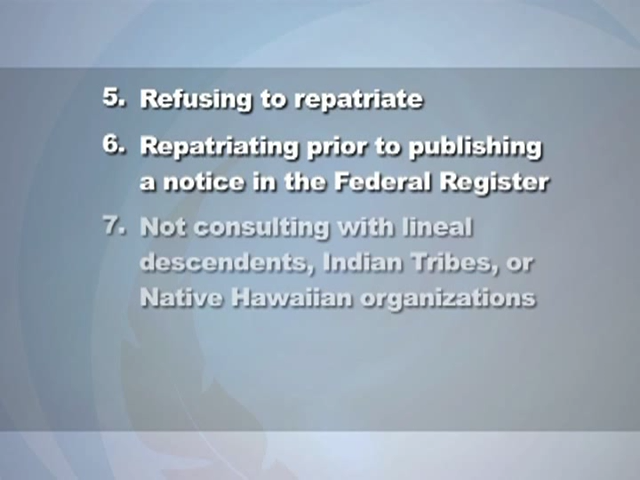 5. Refusing to repatriate
6. Repatriating prior to publishing
a notice in the Federal Register
7. Not consulting with lineal
descendents, Indian Tribes, or
Native Hawaiian organizations